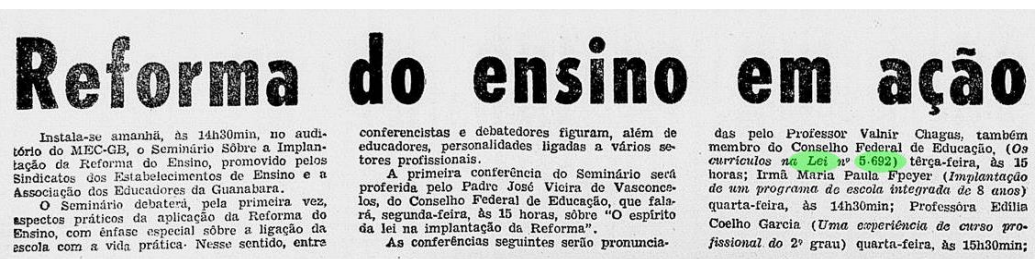 Reforma do ensino em ação
Instala-se amanhã, às 14h30min, no audi-
tório do MEC-GB, o Seminário Sôbre a Implan-
tação da Reforma do Ensino, promovido pelos
Sindicatos dos Estabelecimentos de Ensino e a
Associação dos Educadores da Guanabara.
O Seminário debaterá, pela primeira vez,
aspectos práticos da aplicação da Reforma do
Ensino, com ênfase especial sôbre a ligação da
escola com a vida prática. Nesse sentido, entre
conferencistas e debatedores figuram, além de
educadores, personalidades ligadas a vários se-
tores profissionais.
A primeira conferência do Seminário será
proferida pelo Padre José Vieira de Vasconce-
los, do Conselho Federal de Educação, que fala-
rá, segunda-feira, às 15 horas, sôbre "O espírito
da lei na implantação da Reforma".
As conferências seguintes serão pronuncia-
das pelo Professor Valnir Chagas, também
membro do Conselho Federal de Educação, (Os
currículos na Lei nº 5.692) têrça-feira, às 15
horas; Irmã Maria Paula Fpeyer (Implantação
de um programa de escola integrada de 8 anos)
quarta-feira, às 14h30min; Professôra Edília
Coelho Garcia (Uma experiência de curso pro-
fissional do 2º grau) quarta-feira, às 15h30min;